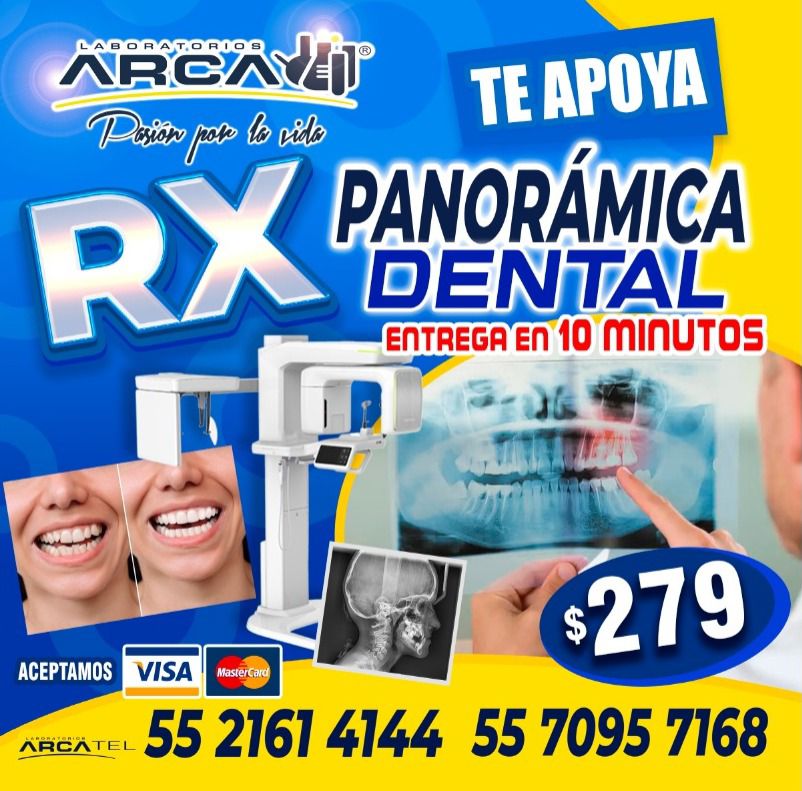 LABORATORIOS
ARCA ®
Pasión por la vida
TE APOYA
RX
PANORÁMICA
DENTAL
ENTREGA EN 10 MINUTOS
$279
ACEPTAMOS VISA MasterCard
LABORATORIOS
ARCATEL 55 2161 4144 55 7095 7168